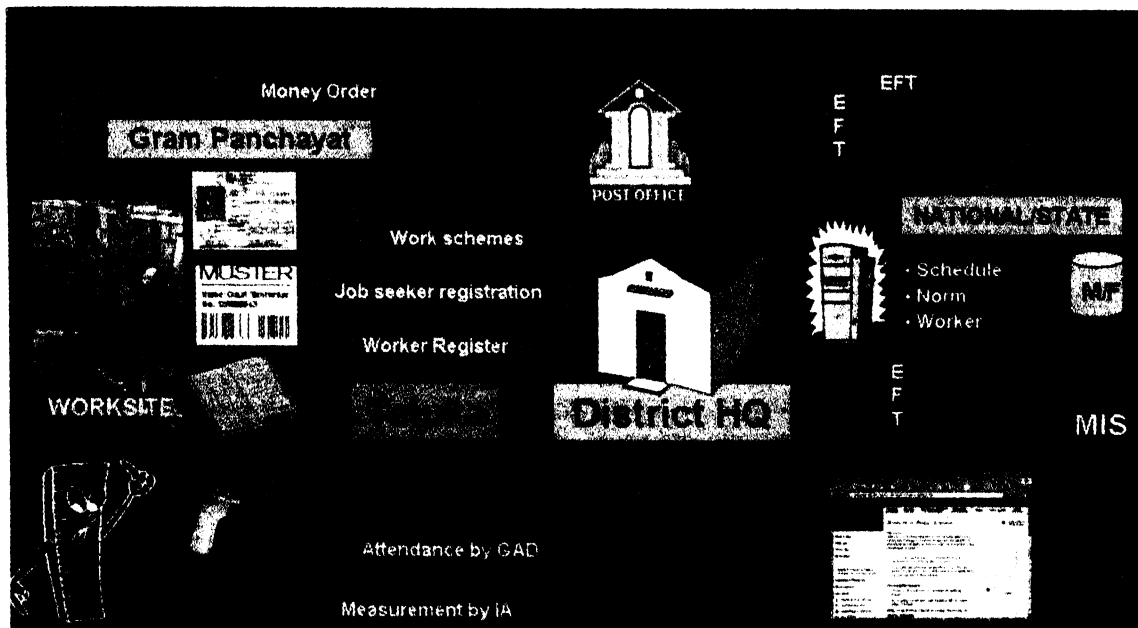 Money Order
Gram Panchayat
MUSTER
WORKSITE
Work schemes
Job seeker registration
Worker Register
Attendance by GAD
Measurement by IA
POST OFFICE
District HQ
EFT
E
F
T
NATIONAL/STATE
• Schedule
• Norm
• Worker
M/F
E
F
T
MIS